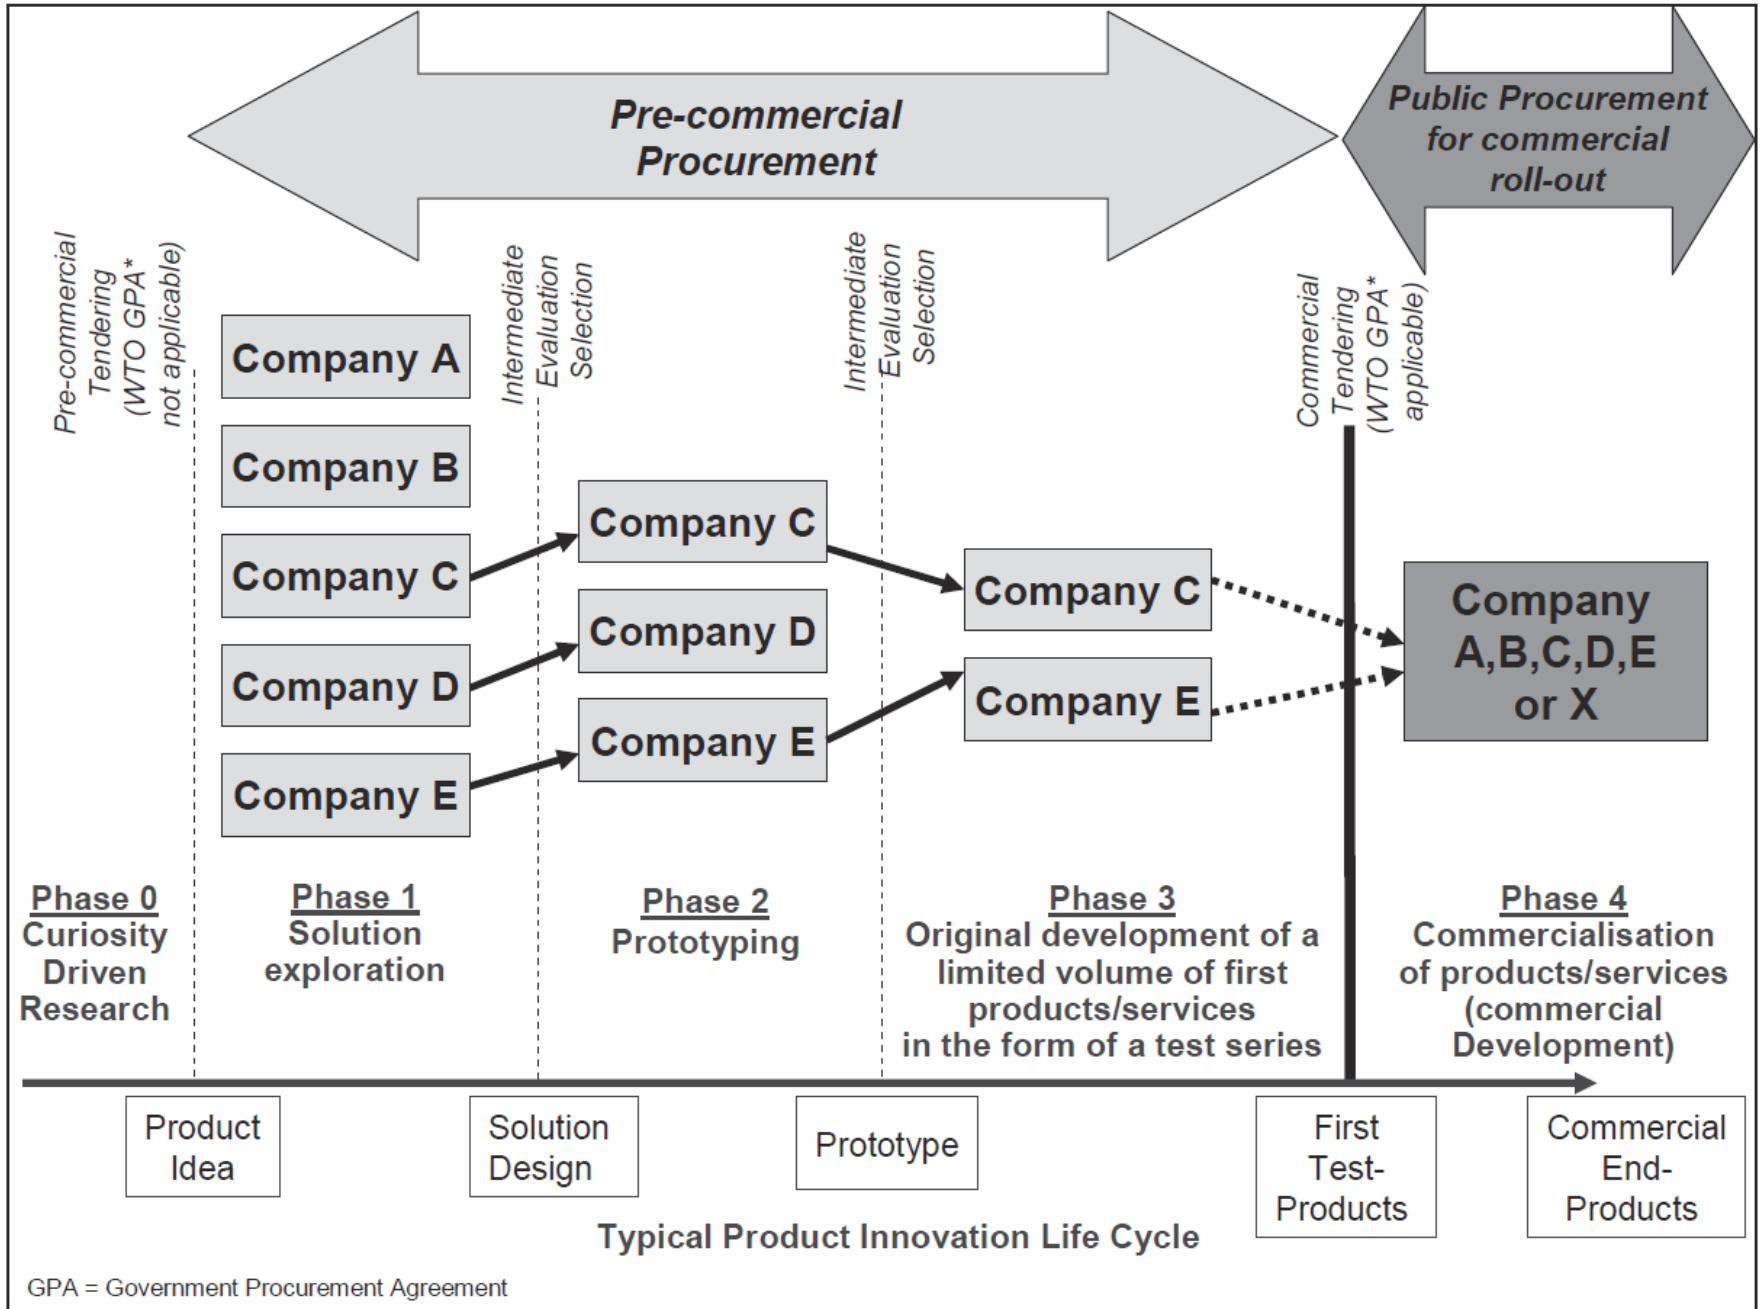 Pre-commercial
Procurement
Public Procurement
for commercial
roll-out
Pre-commercial
Tendering
(WTO GPA*
not applicable)
Intermediate
Evaluation
Selection
Intermediate
Evaluation
Selection
Commercial
Tendering
(WTO GPA*
applicable)
Company A
Company B
Company C
Company D
Company E
Company C
Company D
Company E
Company C
Company E
Company
A,B,C,D,E
or X
Phase 0
Curiosity
Driven
Research
Phase 1
Solution
exploration
Phase 2
Prototyping
Phase 3
Original development of a
limited volume of first
products/services
in the form of a test series
Phase 4
Commercialisation
of products/services
(commercial
Development)
Product
Idea
Solution
Design
Prototype
First
Test-
Products
Commercial
End-
Products
Typical Product Innovation Life Cycle
GPA = Government Procurement Agreement